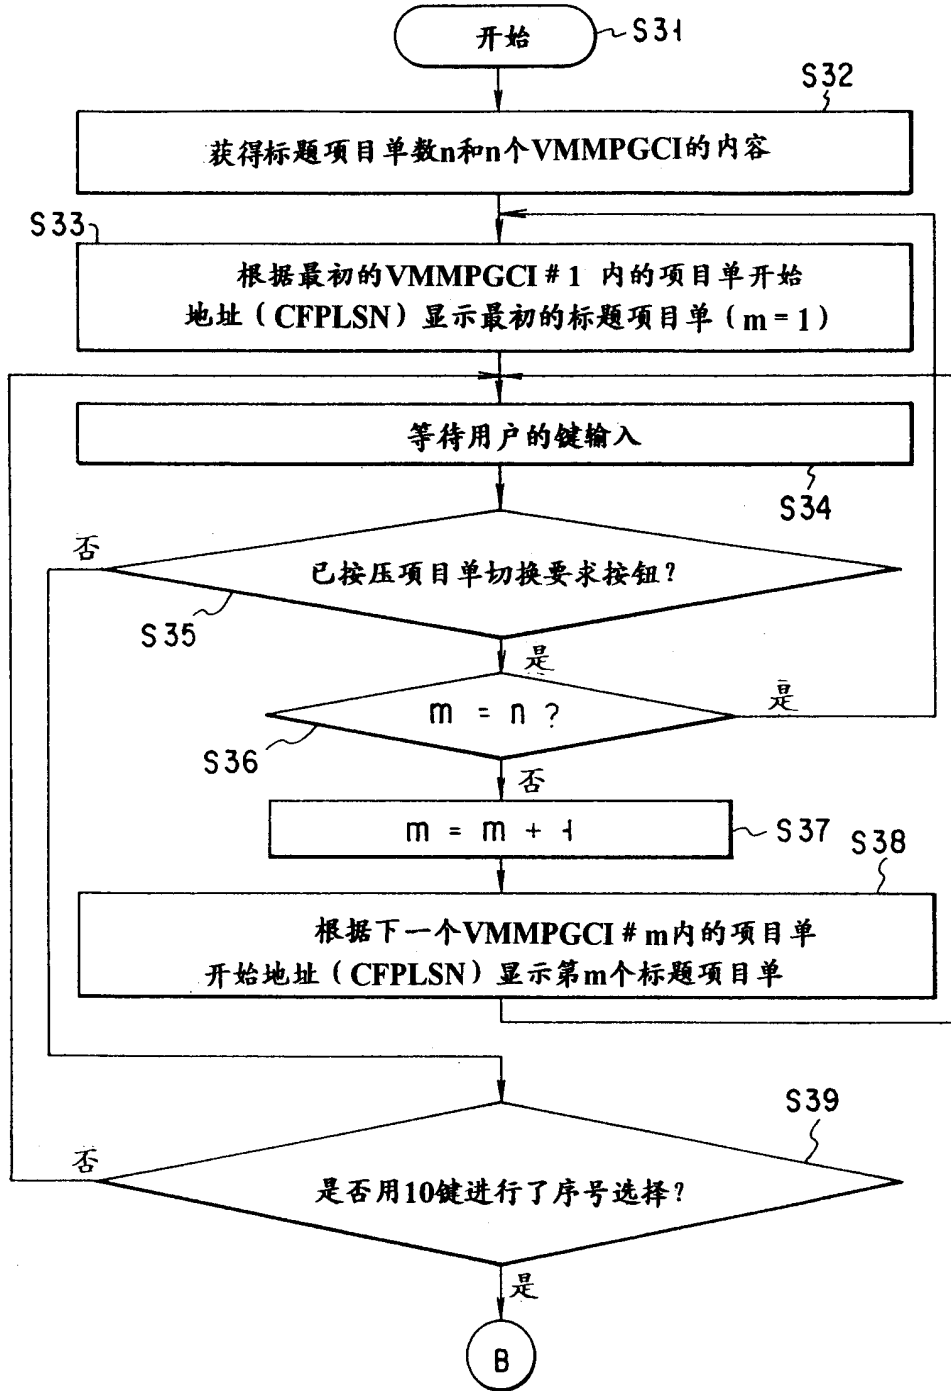 开始
S31
S32
获得标题项目单数n和n个VMMPGCI的内容
S33
根据最初的VMMPGCI#1 内的项目单开始
地址(CFPLSN)显示最初的标题项目单(m=1)
等待用户的键输入
S34
否
已按压项目单切换要求按钮?
S35
是
m = n ?
是
S36
否
m = m + 1
S37
S38
根据下一个VMMPGCI#m内的项目单
开始地址(CFPLSN)显示第m个标题项目单
S39
否
是否用10键进行了序号选择?
是
B